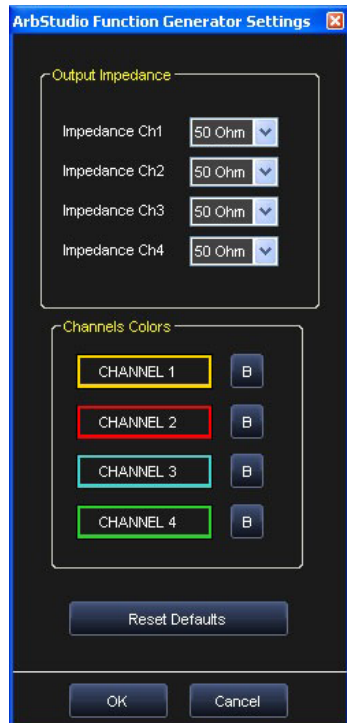 ArbStudio Function Generator Settings
Output Impedance
Impedance Ch1 50 Ohm
Impedance Ch2 50 Ohm
Impedance Ch3 50 Ohm
Impedance Ch4 50 Ohm
Channels Colors
CHANNEL 1 B
CHANNEL 2 B
CHANNEL 3 B
CHANNEL 4 B
Reset Defaults
OK Cancel